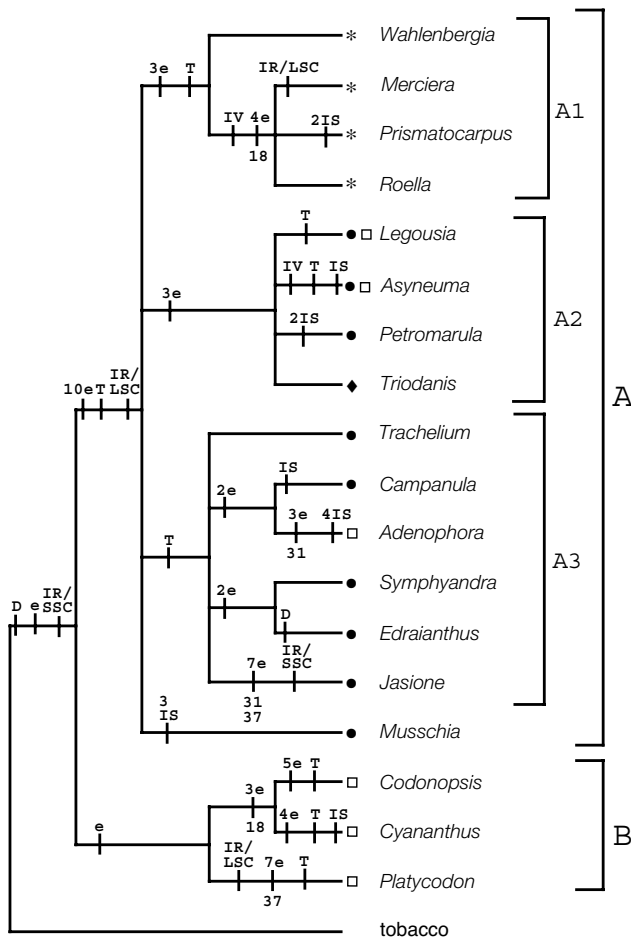 Wahlenbergia
3e T
IR/LSC
Merciera
A1
IV 4e
2IS
Prismatocarpus
18
Roella
T
Legousia
IV T IS
Asyneuma
3e
2IS
Petromarula
A2
Triodanis
10e T IR/
LSC
A
Trachelium
IS
2e
Campanula
3e 4IS
Adenophora
31
T
A3
Symphyandra
2e
D
Edraianthus
D e IR/
SSC
7e IR/
SSC
Jasione
31
37
3
IS
Musschia
5e T
Codonopsis
3e
18
4e T IS
Cyananthus
B
e
IR/
LSC 7e T
Platycodon
37
tobacco